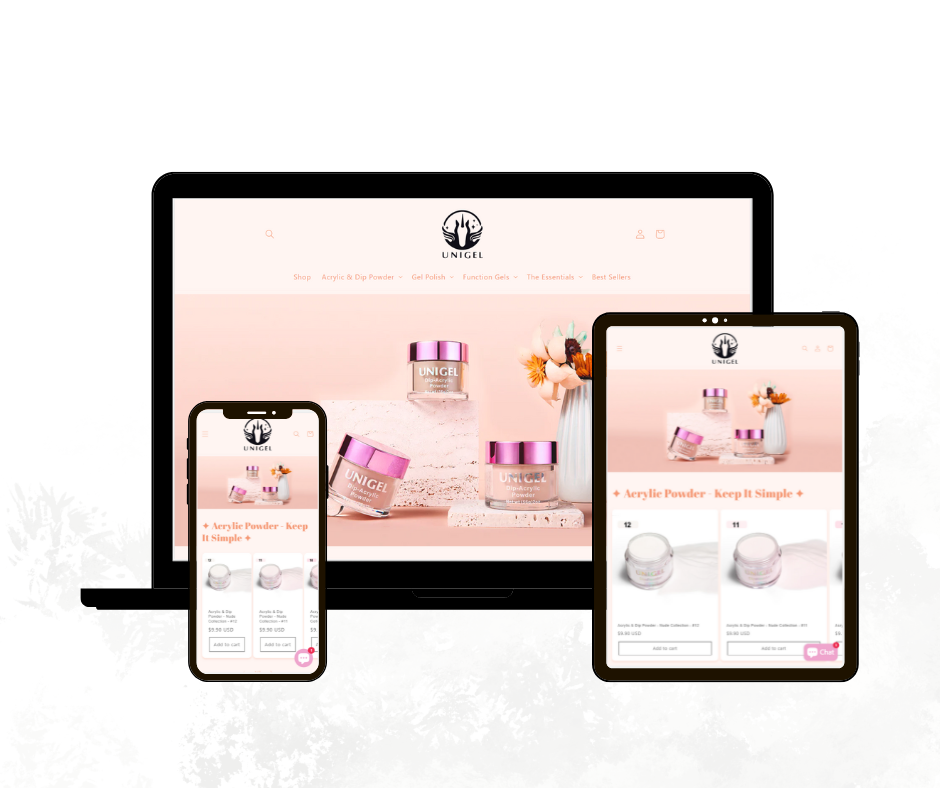 UNIGEL
Shop Acrylic & Dip Powder Gel Polish Function Gels The Essentials Best Sellers
UNIGEL
Dip-Acrylic
Powder
UNIGEL
Dip-Acrylic
Powder
UNIGEL
Dip-Acrylic
Powder
UNIGEL
✦ Acrylic Powder - Keep
It Simple ✦
Acrylic & Dip
Powder - Nude
Collection - #12
$9.90 USD
Add to cart
Acrylic & Dip
Powder - Nude
Collection - #11
$9.90 USD
Add to cart
UNIGEL
✦ Acrylic Powder - Keep It Simple ✦
12
11
Acrylic & Dip Powder - Nude Collection - #12
$9.90 USD
Add to cart
Acrylic & Dip Powder - Nude Collection - #11
$9.90 USD
Add to cart
Chat